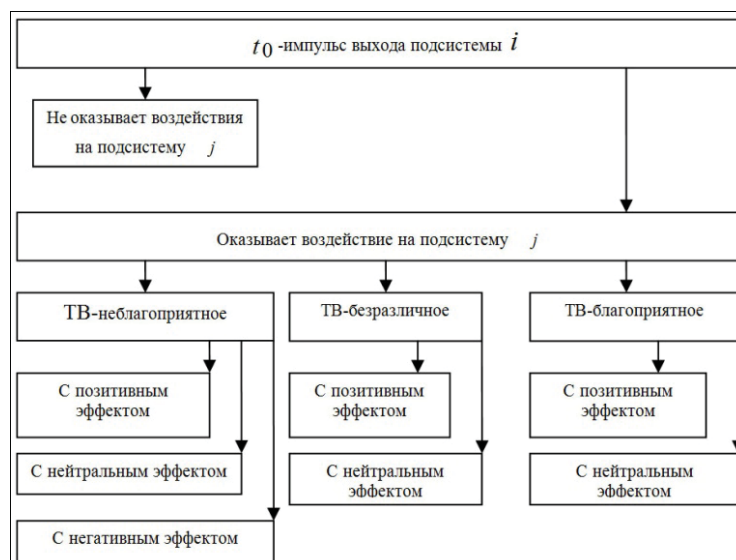 t0 -импульс выхода подсистемы i
Не оказывает воздействия
на подсистему j
Оказывает воздействие на подсистему j
ТВ-неблагоприятное
С позитивным
эффектом
С нейтральным эффектом
С негативным эффектом
ТВ-безразличное
С позитивным
эффектом
С нейтральным
эффектом
ТВ-благоприятное
С позитивным
эффектом
С нейтральным
эффектом